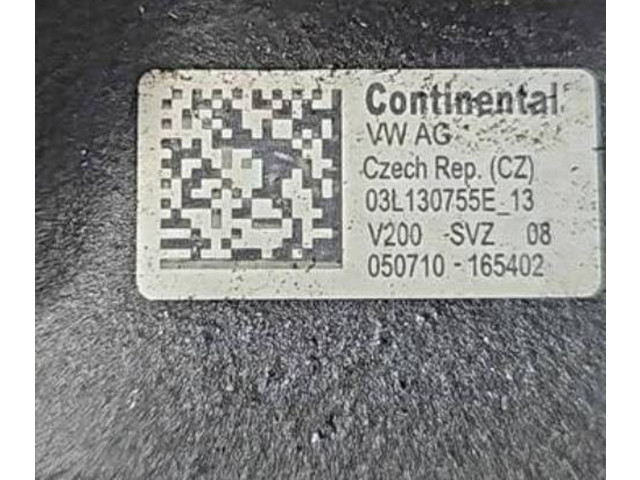 Continental
VW AG
Czech Rep. (CZ)
03L130755E_13
V200 -SVZ 08
050710 - 165402